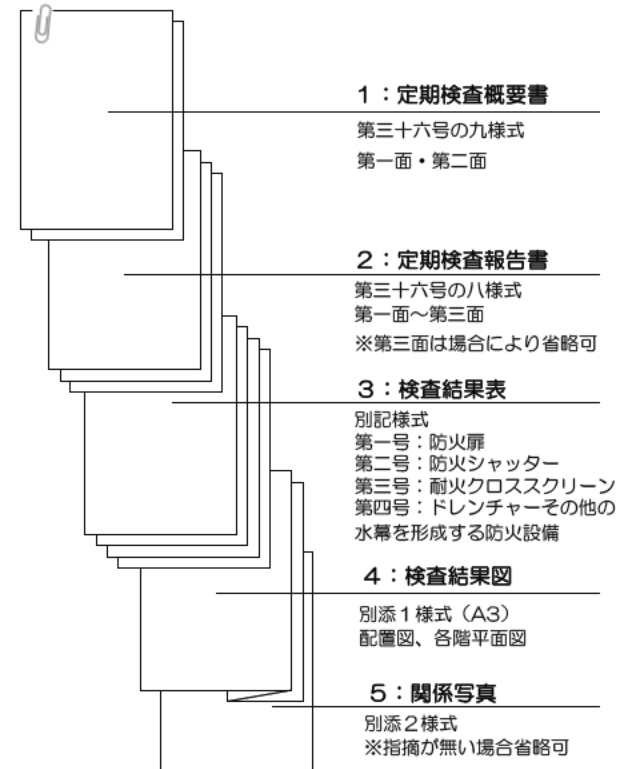 1：定期検査概要書
第三十六号の九様式
第一面・第二面
2：定期検査報告書
第三十六号の八様式
第一面～第三面
※第三面は場合により省略可
3：検査結果表
別記様式
第一号：防火扉
第二号：防火シャッター
第三号：耐火クロススクリーン
第四号：ドレンチャーその他の
水幕を形成する防火設備
4：検査結果図
別添1様式（A3）
配置図、各階平面図
5：関係写真
別添2様式
※指摘が無い場合省略可